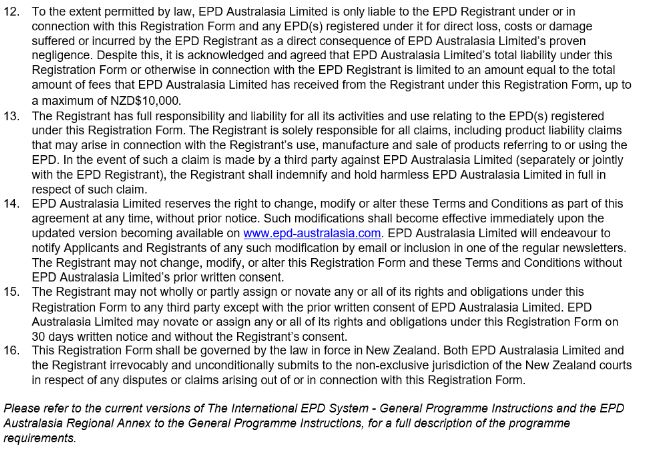 12. To the extent permitted by law, EPD Australasia Limited is only liable to the EPD Registrant under or in
connection with this Registration Form and any EPD(s) registered under it for direct loss, costs or damage
suffered or incurred by the EPD Registrant as a direct consequence of EPD Australasia Limited's proven
negligence. Despite this, it is acknowledged and agreed that EPD Australasia Limited's total liability under this
Registration Form or otherwise in connection with the EPD Registrant is limited to an amount equal to the total
amount of fees that EPD Australasia Limited has received from the Registrant under this Registration Form, up to
a maximum of NZD$10,000.
13. The Registrant has full responsibility and liability for all its activities and use relating to the EPD(s) registered
under this Registration Form. The Registrant is solely responsible for all claims, including product liability claims
that may arise in connection with the Registrant's use, manufacture and sale of products referring to or using the
EPD. In the event of such a claim is made by a third party against EPD Australasia Limited (separately or jointly
with the EPD Registrant), the Registrant shall indemnify and hold harmless EPD Australasia Limited in full in
respect of such claim.
14. EPD Australasia Limited reserves the right to change, modify or alter these Terms and Conditions as part of this
agreement at any time, without prior notice. Such modifications shall become effective immediately upon the
updated version becoming available on www.epd-australasia.com. EPD Australasia Limited will endeavour to
notify Applicants and Registrants of any such modification by email or inclusion in one of the regular newsletters.
The Registrant may not change, modify, or alter this Registration Form and these Terms and Conditions without
EPD Australasia Limited's prior written consent.
15. The Registrant may not wholly or partly assign or novate any or all of its rights and obligations under this
Registration Form to any third party except with the prior written consent of EPD Australasia Limited. EPD
Australasia Limited may novate or assign any or all of its rights and obligations under this Registration Form on
30 days written notice and without the Registrant's consent.
16. This Registration Form shall be governed by the law in force in New Zealand. Both EPD Australasia Limited and
the Registrant irrevocably and unconditionally submits to the non-exclusive jurisdiction of the New Zealand courts
in respect of any disputes or claims arising out of or in connection with this Registration Form.
Please refer to the current versions of The International EPD System - General Programme Instructions and the EPD
Australasia Regional Annex to the General Programme Instructions, for a full description of the programme
requirements.